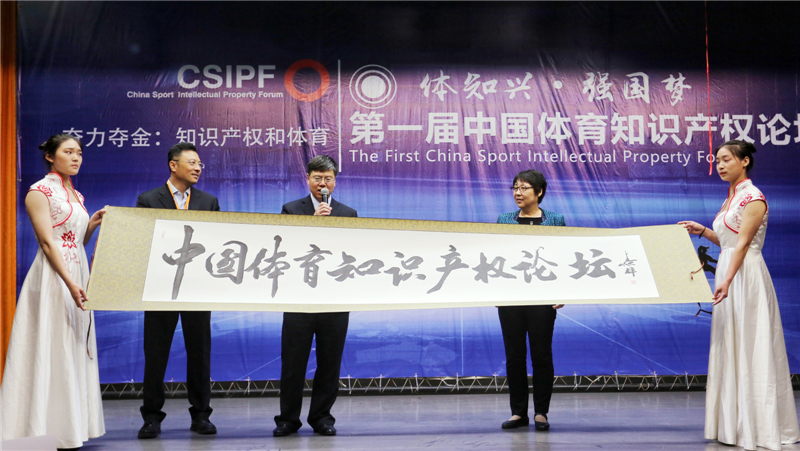 CSIPF
China Sport Intellectual Property Forum
奋力夺金：知识产权和体育
体知兴·强国梦
第一届中国体育知识产权论坛
The First China Sport Intellectual Property For
中国体育知识产权论坛